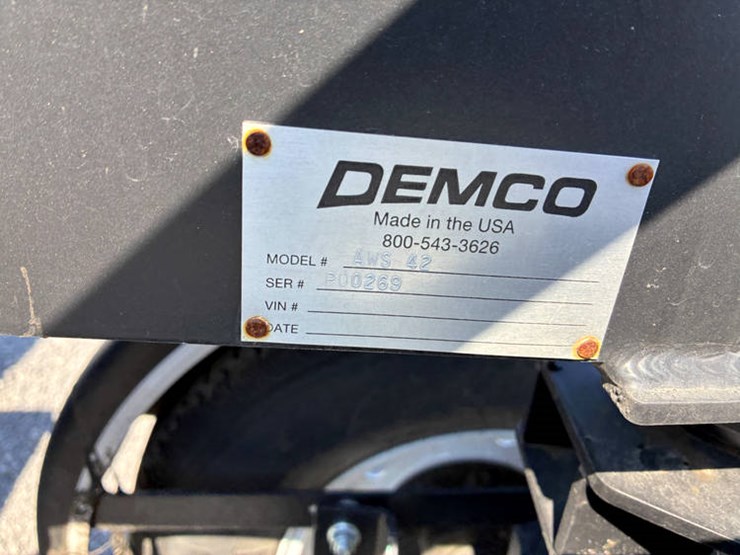 DEMCO
Made in the USA
800-543-3626
MODEL # AWS 42
SER # P00269
VIN #
DATE